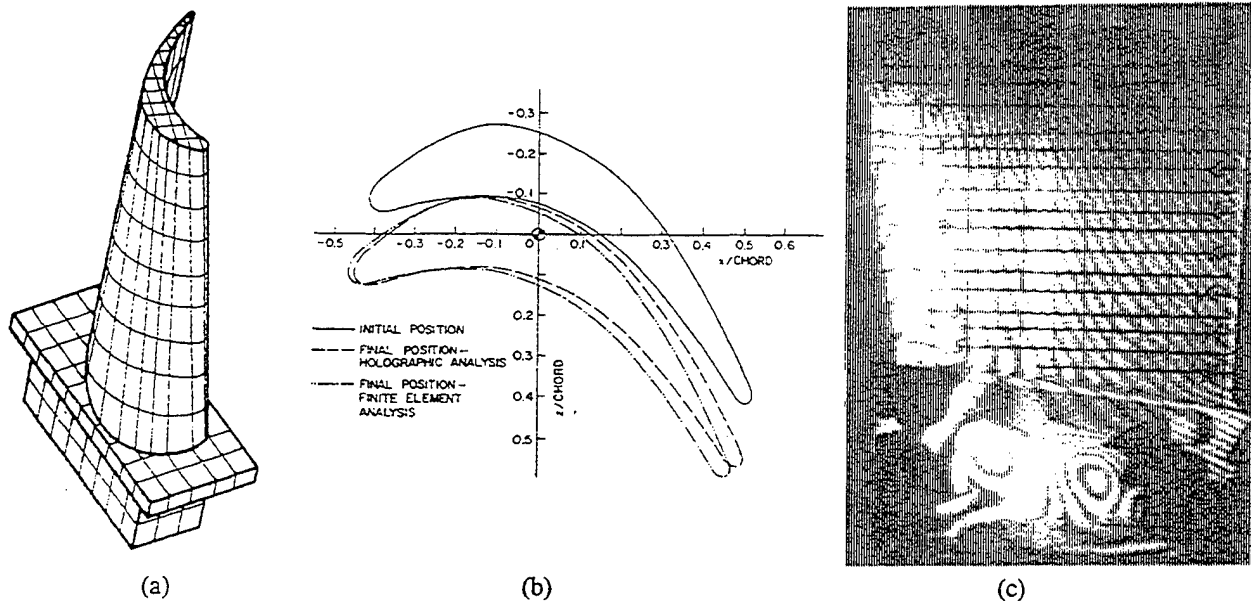 -0.3
-0.2
-0.1
-0.5
-0.3
-0.2
-0.1
0
0.1
0.2
0.3
0.4
0.5
0.6
x/CHORD
0.2
0.3
0.4
0.5
z/CHORD
INITIAL POSITION
FINAL POSITION–
HOLOGRAPHIC ANALYSIS
FINAL POSITION –
FINITE ELEMENT
ANALYSIS
(a)
(b)
(c)